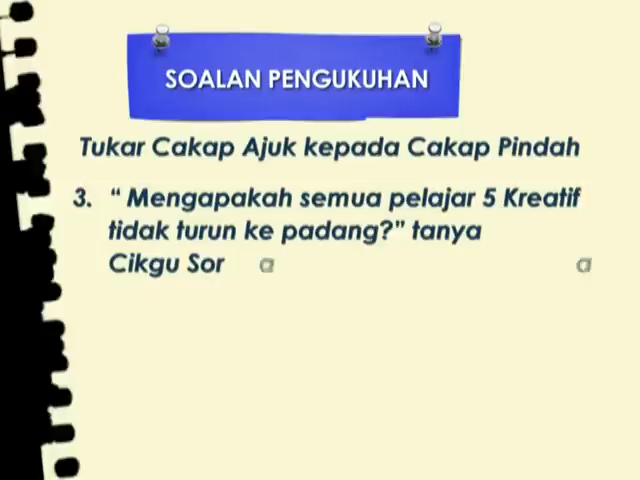 SOALAN PENGUKUHAN
Tukar Cakap Ajuk kepada Cakap Pindah
3. “ Mengapakah semua pelajar 5 Kreatif
tidak turun ke padang?” tanya
Cikgu Sor a a